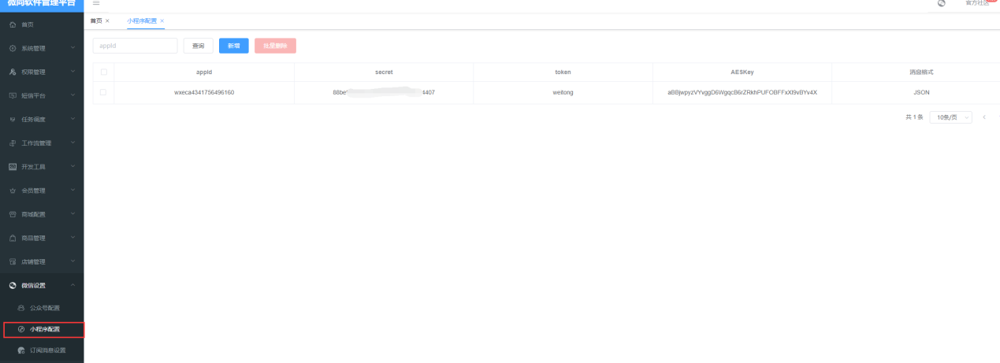 微同软件管理平台
官方社区
首页 ×
小程序配置 ×
appid
查询
新增
批量删除
appid
secret
token
AESKey
消息格式
wxeca4341756496160
88be
4407
weitong
aBBjwpyzVYvggD6WgqcB6rZRkhPUFOBFFxXI9vBYv4X
JSON
共 1 条
10条/页
首页
系统管理
权限管理
短信平台
任务调度
工作流管理
开发工具
会员管理
商城配置
商品管理
店铺管理
微信设置
公众号配置
小程序配置
订阅消息设置